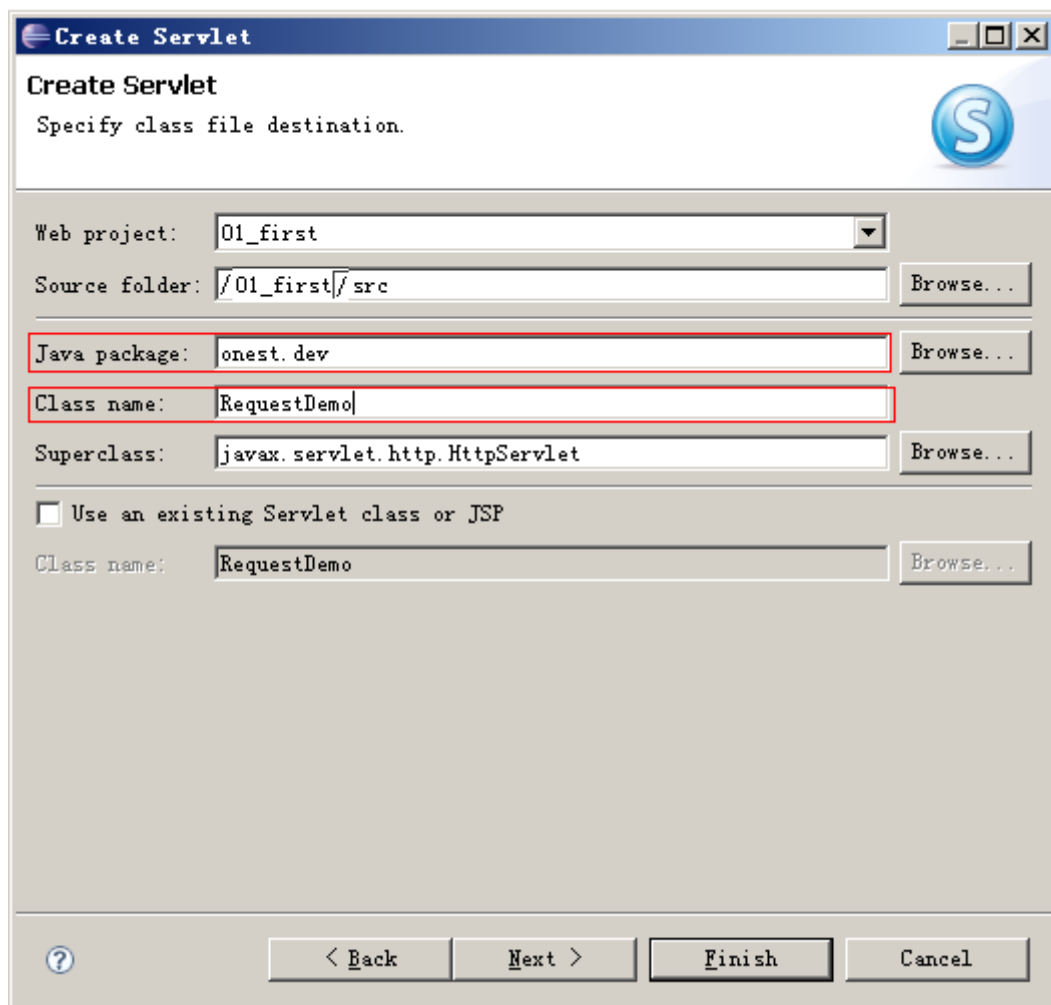 Create Servlet
Create Servlet
Specify class file destination.
S
Web project: 01_first
Source folder: /01_first/src Browse...
Java package: onest.dev Browse...
Class name: RequestDemo
Superclass: javax.servlet.http.HttpServlet Browse...
Use an existing Servlet class or JSP
Class name: RequestDemo Browse...
? < Back Next > Finish Cancel